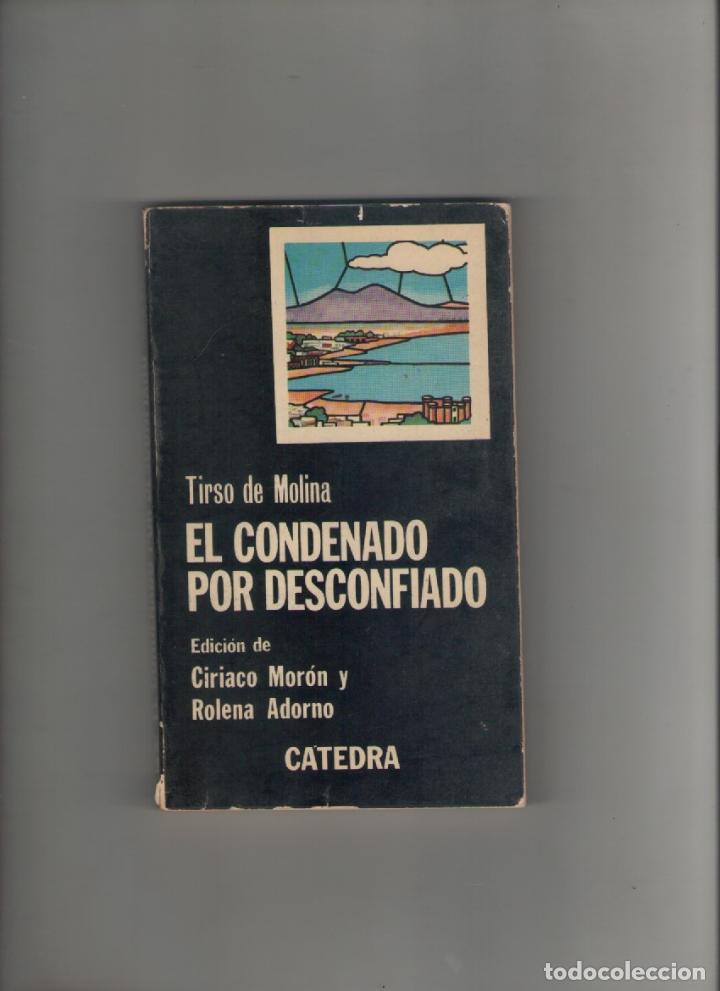 Tirso de Molina
EL CONDENADO
POR DESCONFIADO
Edición de
Ciriaco Morón y
Rolena Adorno
CATEDRA
todocoleccion